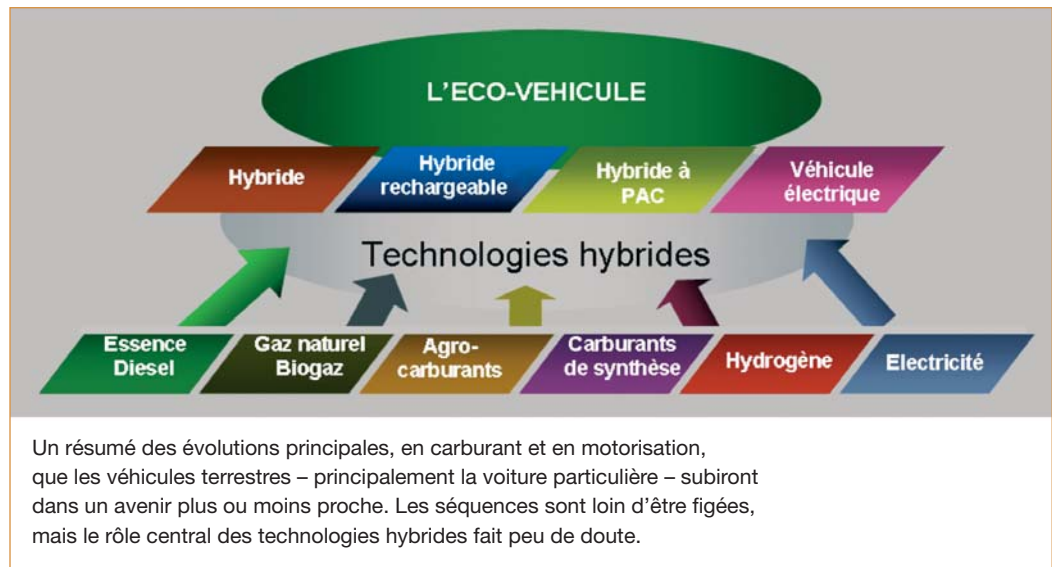 L'ECO-VEHICULE
Hybride
Hybride
rechargeable
Hybride à
PAC
Véhicule
électrique
Technologies hybrides
Essence
Diesel
Gaz naturel
Biogaz
Agro-
carburants
Carburants
de synthèse
Hydrogène
Electricité
Un résumé des évolutions principales, en carburant et en motorisation,
que les véhicules terrestres – principalement la voiture particulière – subiront
dans un avenir plus ou moins proche. Les séquences sont loin d'être figées,
mais le rôle central des technologies hybrides fait peu de doute.